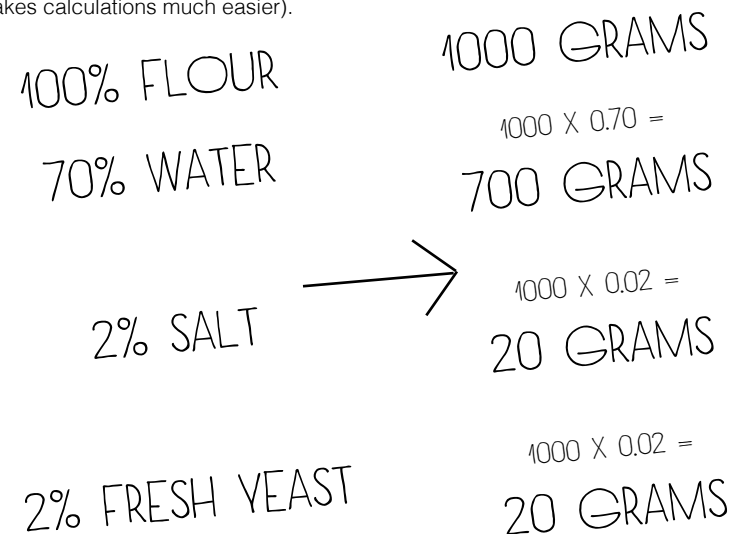 akes calculations much easier).
100% FLOUR
1000 GRAMS
70% WATER
1000 X 0.70 =
700 GRAMS
2% SALT
1000 X 0.02 =
20 GRAMS
2% FRESH YEAST
1000 X 0.02 =
20 GRAMS